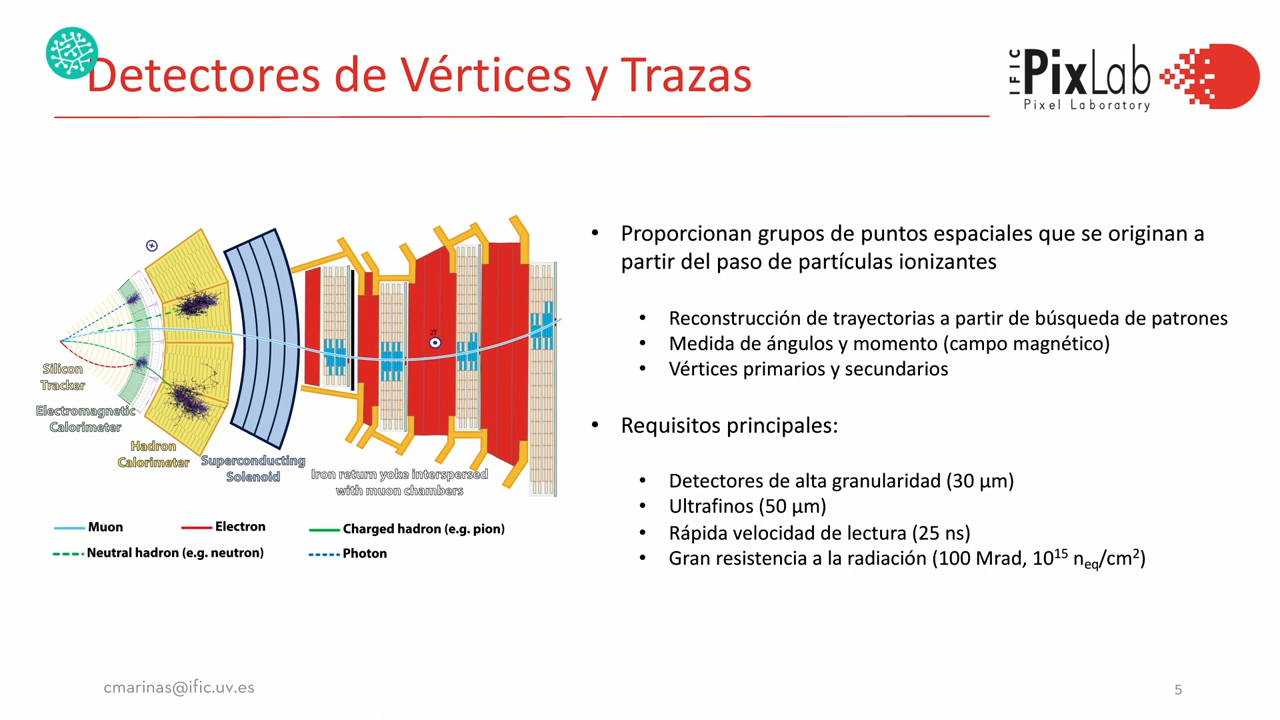 Detectores de Vértices y Trazas
IFIC
PixLab
Pixel Laboratory
2T
Silicon
Tracker
Electromagnetic
Calorimeter
Hadron
Calorimeter
Superconducting
Solenoid
Iron return yoke interspersed
with muon chambers
Muon
Electron
Charged hadron (e.g. pion)
Neutral hadron (e.g. neutron)
Photon
• Proporcionan grupos de puntos espaciales que se originan a
partir del paso de partículas ionizantes
• Reconstrucción de trayectorias a partir de búsqueda de patrones
• Medida de ángulos y momento (campo magnético)
• Vértices primarios y secundarios
• Requisitos principales:
• Detectores de alta granularidad (30 µm)
• Ultrafinos (50 µm)
• Rápida velocidad de lectura (25 ns)
• Gran resistencia a la radiación (100 Mrad, 10¹⁵ nₑq/cm²)
cmarinas@ific.uv.es
5